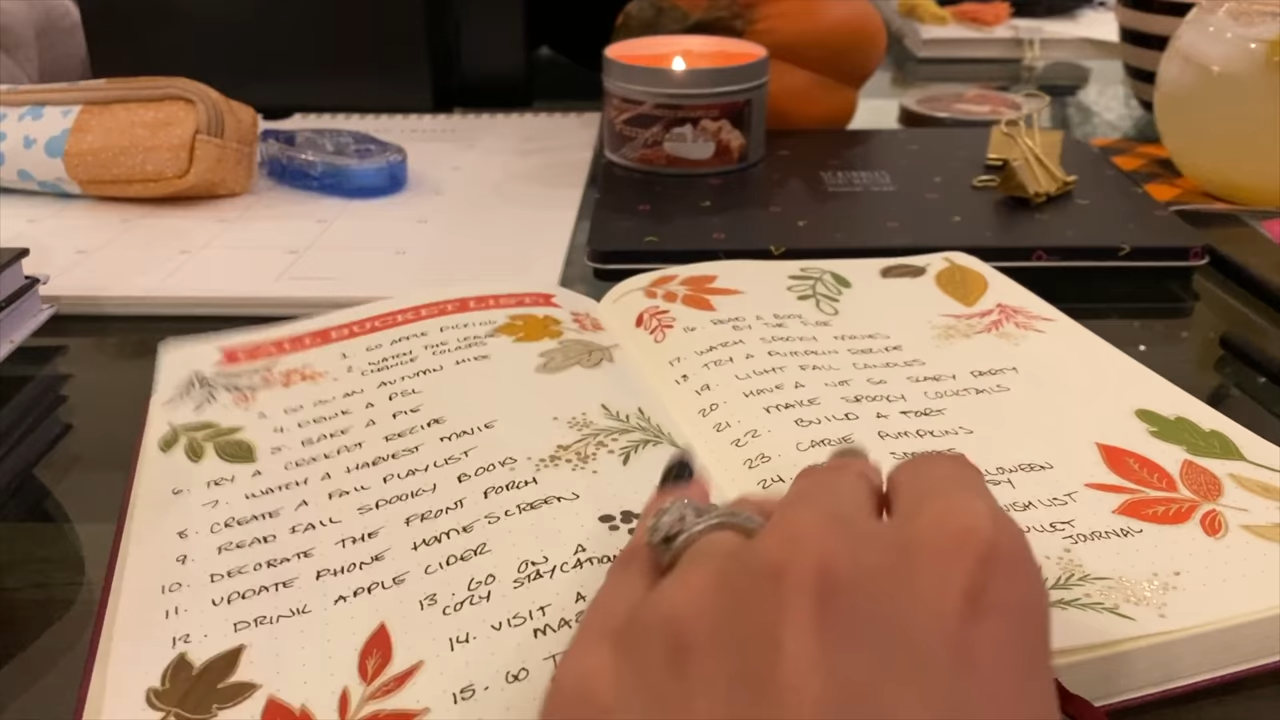 FALL BUCKET LIST:
1. GO APPLE PICKING
2. WATCH THE LEAVES
CHANGE COLOURS
3. GO ON AN AUTUMN HIKE
4. DRINK A PSL
5. BAKE A PIE
6. TRY A CROCKPOT RECIPE
7. WATCH A HARVEST MOVIE
8. CREATE A FALL PLAYLIST
9. READ FALL SPOOKY BOOKS
10. DECORATE THE FRONT PORCH
11. UPDATE PHONE HOMESCREEN
12. DRINK APPLE CIDER
13. GO ON A
COZY STAYCATION
14. VISIT A
15. GO
16. READ A BOOK
BY THE FIRE
17. WATCH SPOOKY MOVIES
18. TRY A PUMPKIN RECIPE
19. LIGHT FALL CANDLES
20. HAVE A NOT SO SCARY PARTY
21. MAKE SPOOKY COCKTAILS
22. BUILD A FORT
23. CARVE PUMPKINS
24.
JOURNAL